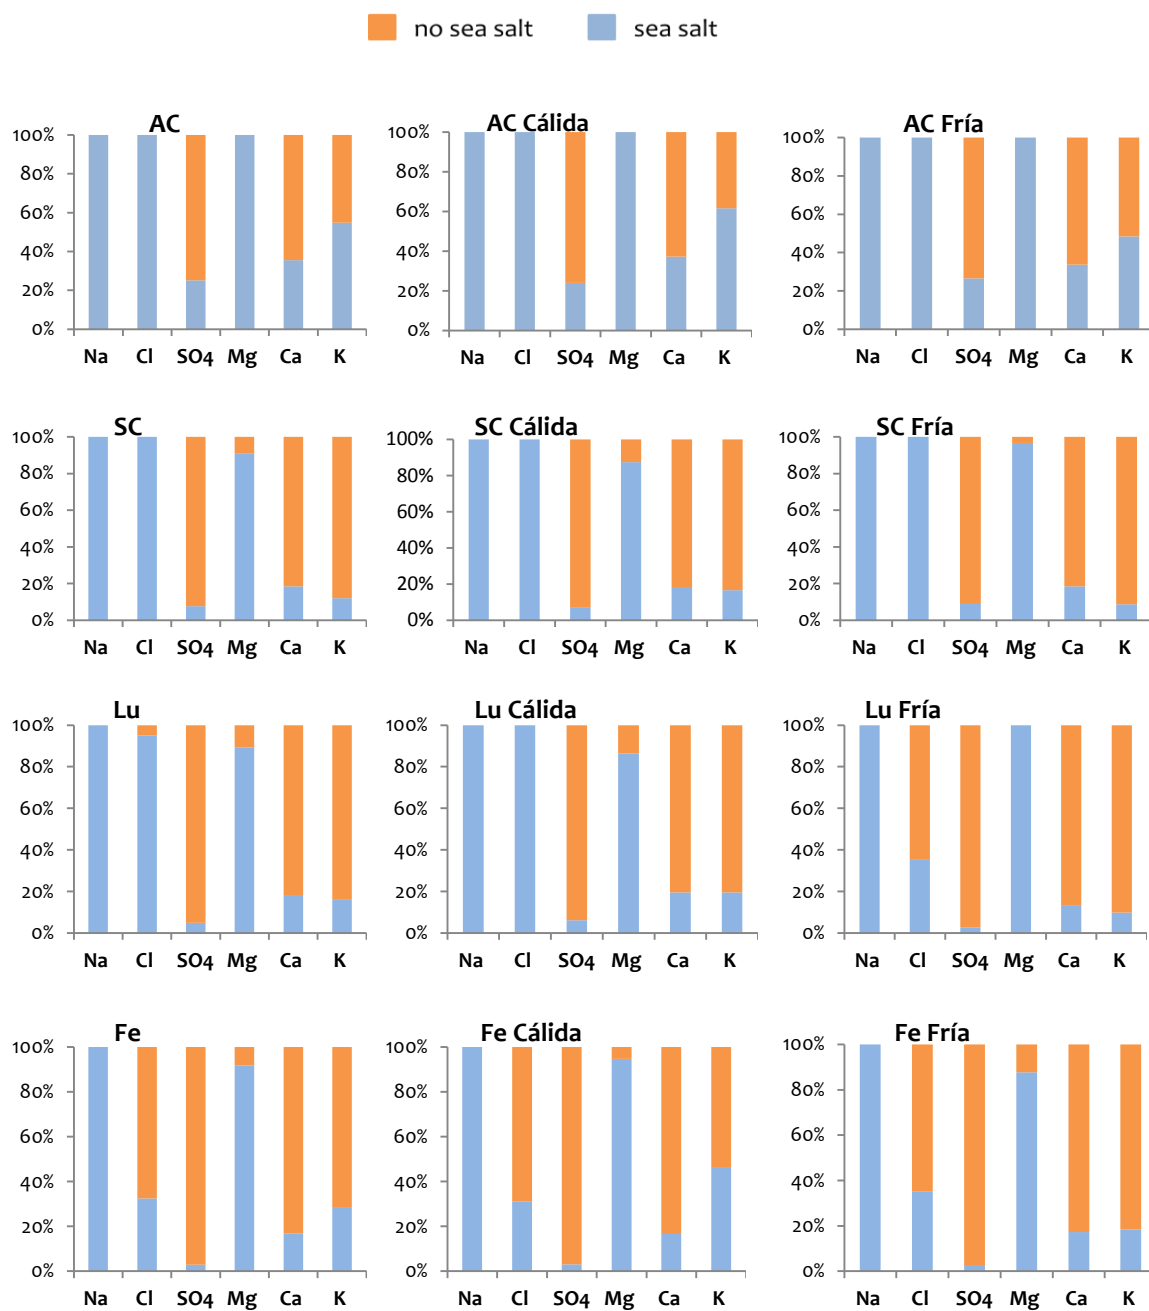 no sea salt sea salt
AC AC Cálida AC Fría
100% 100% 100%
80% 80% 80%
60% 60% 60%
40% 40% 40%
20% 20% 20%
0% 0% 0%
Na Cl SO4 Mg Ca K Na Cl SO4 Mg Ca K Na Cl SO4 Mg Ca K
SC SC Cálida SC Fría
100% 100% 100%
80% 80% 80%
60% 60% 60%
40% 40% 40%
20% 20% 20%
0% 0% 0%
Na Cl SO4 Mg Ca K Na Cl SO4 Mg Ca K Na Cl SO4 Mg Ca K
Lu Lu Cálida Lu Fría
100% 100% 100%
80% 80% 80%
60% 60% 60%
40% 40% 40%
20% 20% 20%
0% 0% 0%
Na Cl SO4 Mg Ca K Na Cl SO4 Mg Ca K Na Cl SO4 Mg Ca K
Fe Fe Cálida Fe Fría
100% 100% 100%
80% 80% 80%
60% 60% 60%
40% 40% 40%
20% 20% 20%
0% 0% 0%
Na Cl SO4 Mg Ca K Na Cl SO4 Mg Ca K Na Cl SO4 Mg Ca K